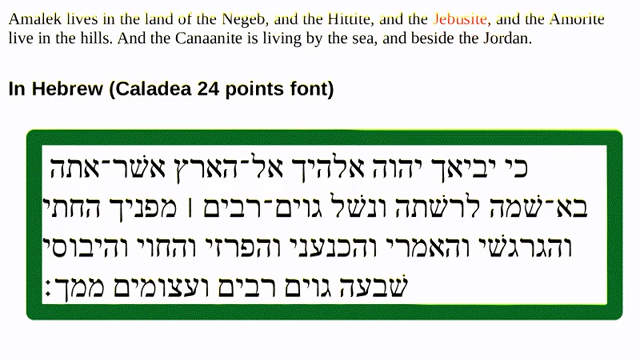 Amalek lives in the land of the Negeb, and the Hittite, and the Jebusite, and the Amorite
live in the hills. And the Canaanite is living by the sea, and beside the Jordan.
In Hebrew (Caladea 24 points font)
כי יביאך יהוה אלהיך אל־הארץ אשר־אתה
בא־שמה לרשתה ונשל גוים־רבים ׀ מפניך החתי
והגרגשי והאמרי והכנעני והפרזי והחוי והיבוסי
שבעה גוים רבים ועצומים ממך׃